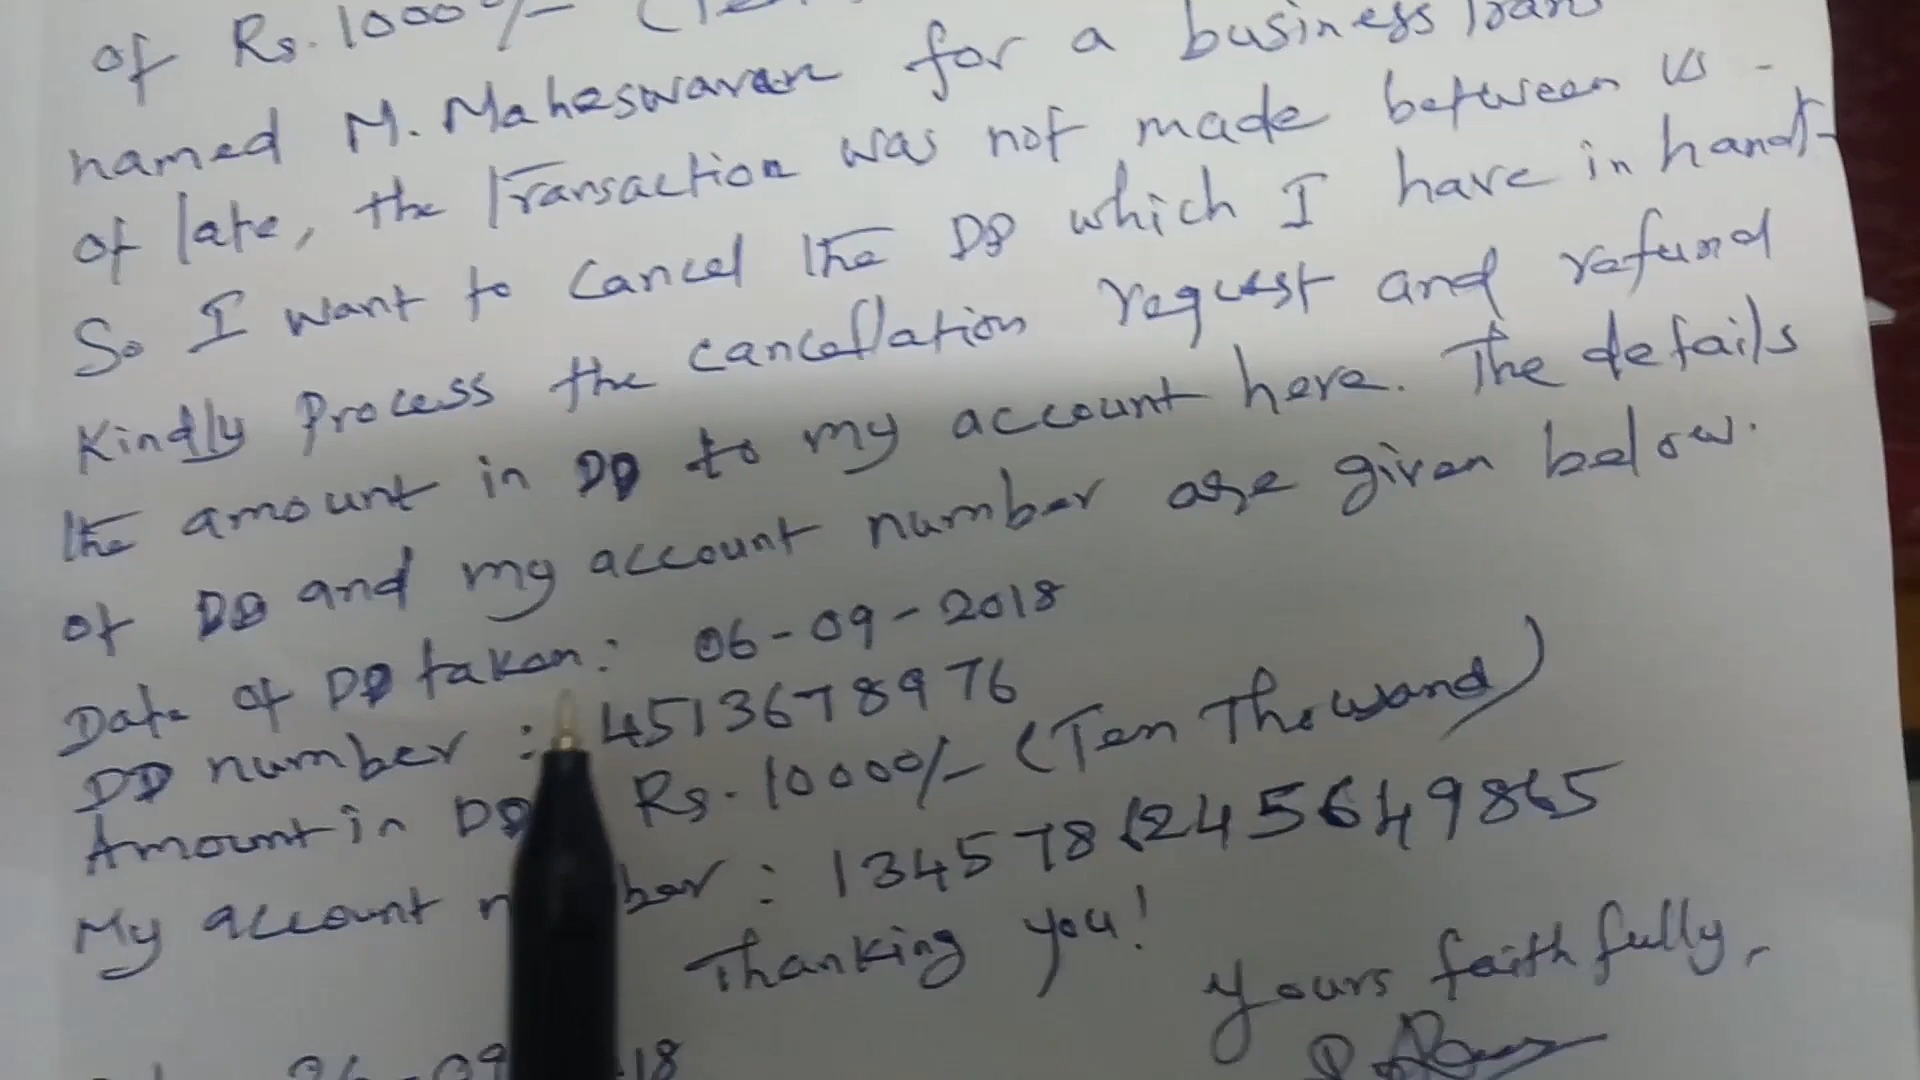 of Rs. 10000/- (Ten
named M. Maheswaran for a business trans
of late, the transaction was not made between us.
So I want to cancel the DD which I have in hand.
Kindly Process the cancellation request and refund
the amount in DD to my account here. The details
of DD and my account number are given below.
Date of DD taken: 06-09-2018
DD number : 4513678976
Amount in DD Rs. 10000/- (Ten Thousand)
My account number :
Thanking you!
Yours faithfully,